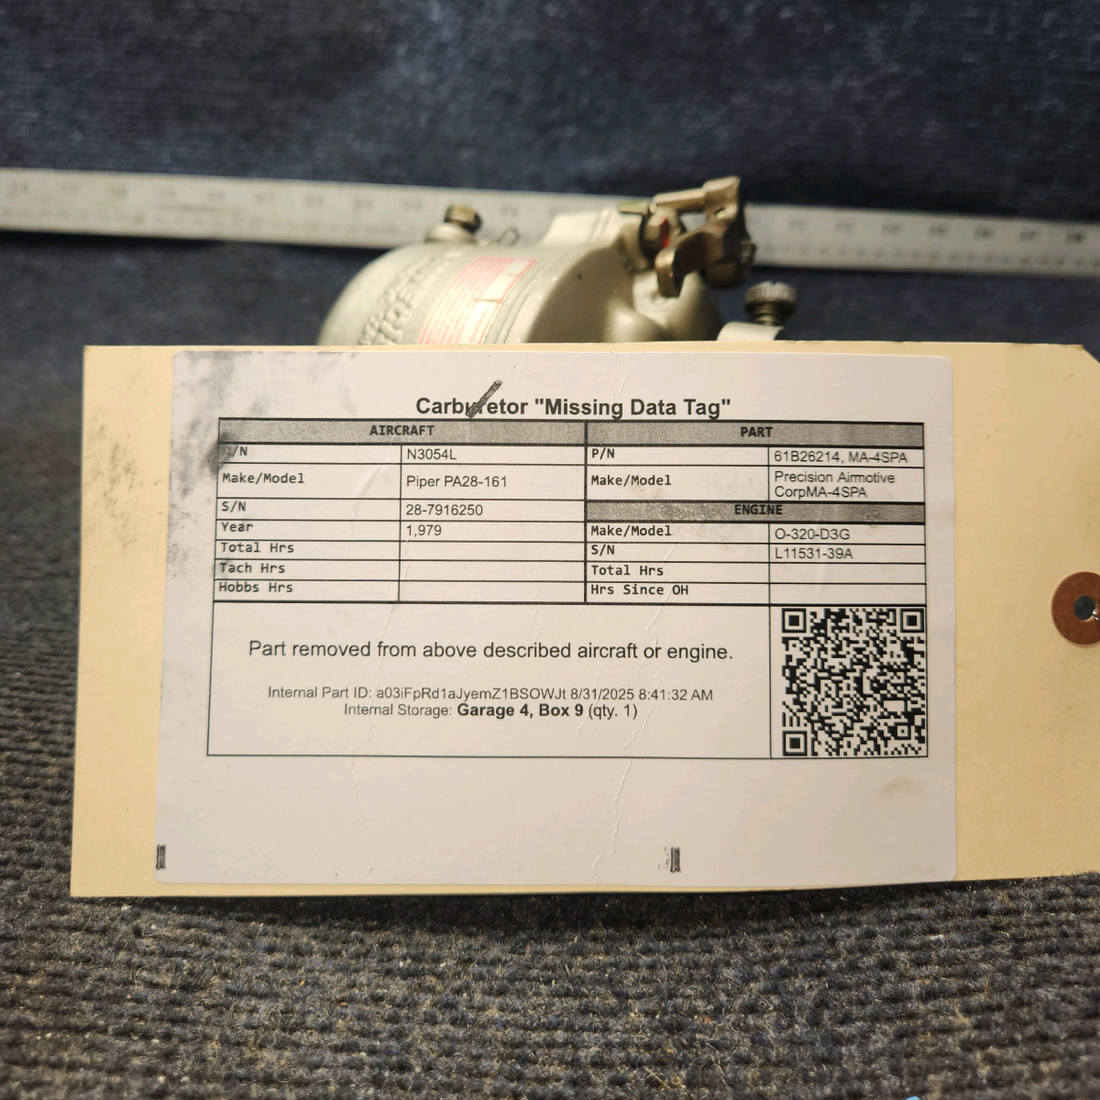 Carburetor "Missing Data Tag"
AIRCRAFT PART
N3054L P/N 61B26214, MA-4SPA
Make/Model Piper PA28-161 Make/Model Precision Airmotive
CorpMA-4SPA
S/N 28-7916250 ENGINE
Year 1,979 Make/Model O-320-D3G
Total Hrs S/N L11531-39A
Tach Hrs Total Hrs
Hobbs Hrs Hrs Since OH
Part removed from above described aircraft or engine.
Internal Part ID: a03iFpRd1aJyemZ1BSOWJt 8/31/2025 8:41:32 AM
Internal Storage: Garage 4, Box 9 (qty. 1)